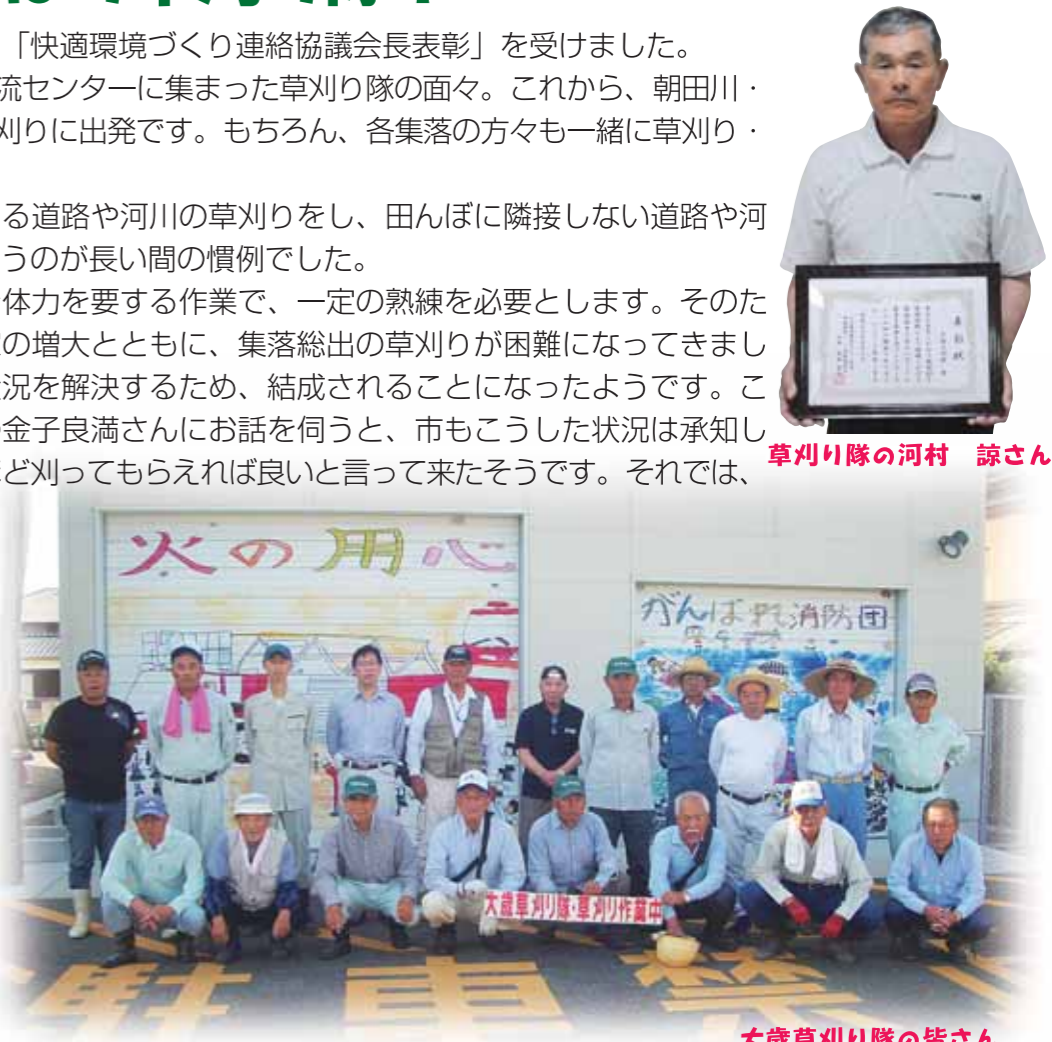 「快適環境づくり連絡協議会長表彰」を受けました。
流センターに集まった草刈り隊の面々。これから、朝田川・
刈りに出発です。もちろん、各集落の方々も一緒に草刈り・
る道路や河川の草刈りをし、田んぼに隣接しない道路や河
うのが長い間の慣例でした。
体力を要する作業で、一定の熟練を必要とします。そのた
の増大とともに、集落総出の草刈りが困難になってきまし
況を解決するため、結成されることになったようです。こ
金子良満さんにお話を伺うと、市もこうした状況は承知し
ど刈ってもらえれば良いと言って来たそうです。それでは、
表彰状
草刈り隊の河村 諒さん
火の用心
がんばれ消防団
大歳草刈り隊・草刈り作業中
駐車禁
大歳草刈り隊の皆さん